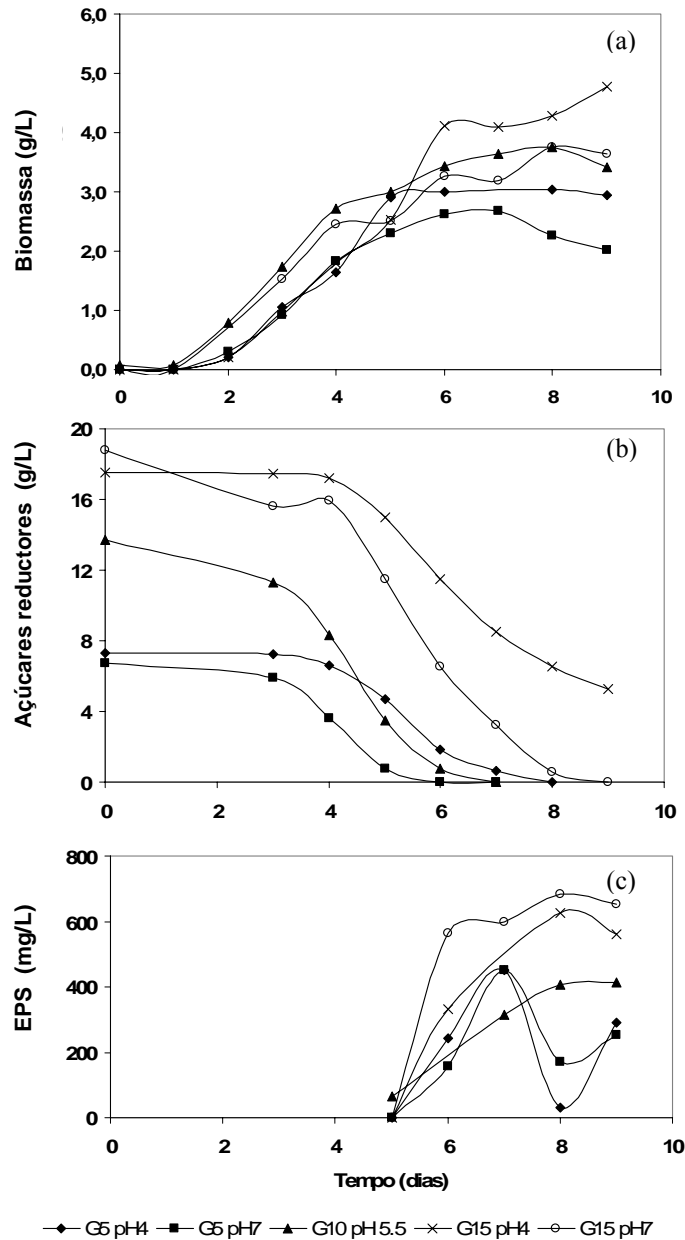 (a)
Biomassa (g/L)
6,0
5,0
4,0
3,0
2,0
1,0
0,0
0 2 4 6 8 10
(b)
Açúcares reductores (g/L)
20
16
12
8
4
0
0 2 4 6 8 10
(c)
EPS (mg/L)
800
600
400
200
0
0 2 4 6 8 10
Tempo (dias)
G5 pH4 G5 pH7 G10 pH 5.5 G15 pH4 G15 pH7